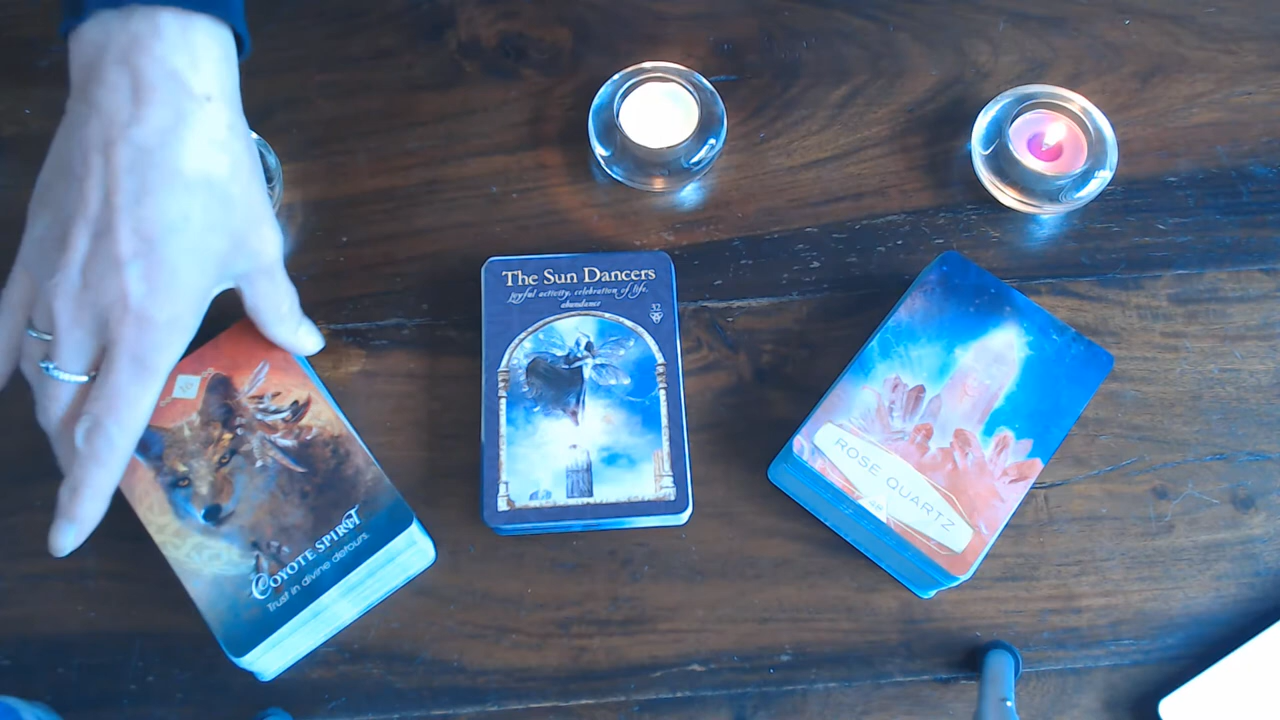 The Sun Dancers
joyful activity, celebration of life,
abundance
32
COYOTE SPIRIT
Trust in divine detours.
ROSE QUARTZ